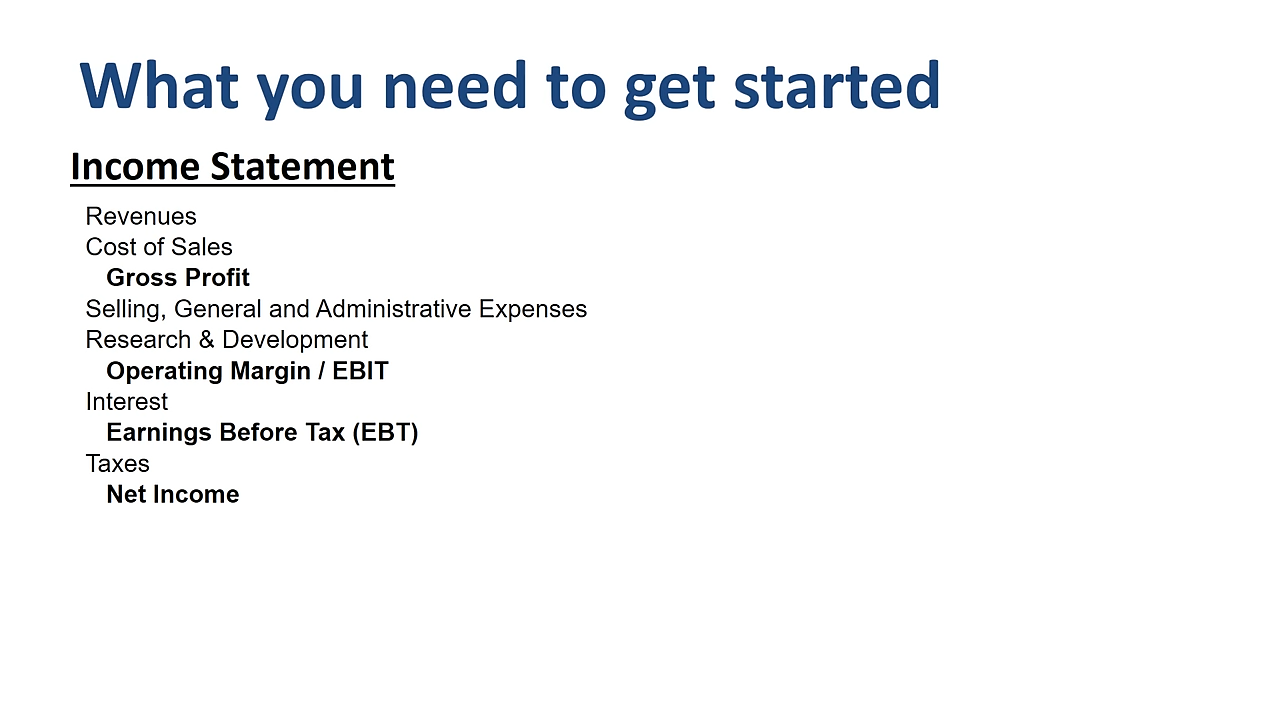 What you need to get started
Income Statement
Revenues
Cost of Sales
Gross Profit
Selling, General and Administrative Expenses
Research & Development
Operating Margin / EBIT
Interest
Earnings Before Tax (EBT)
Taxes
Net Income